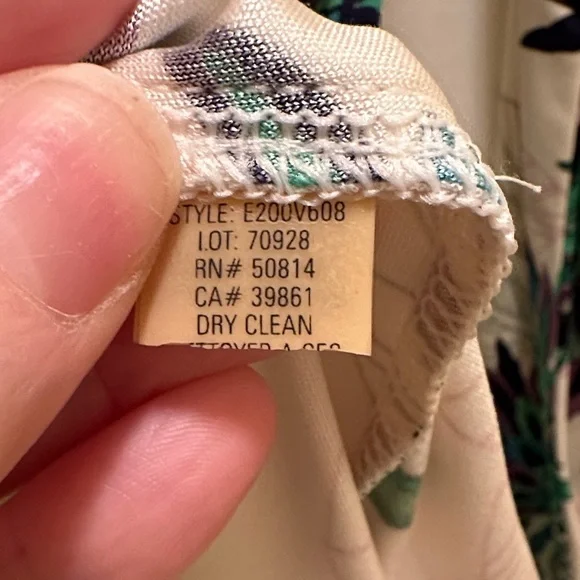 STYLE: E200V608
LOT: 70928
RN# 50814
CA# 39861
DRY CLEAN